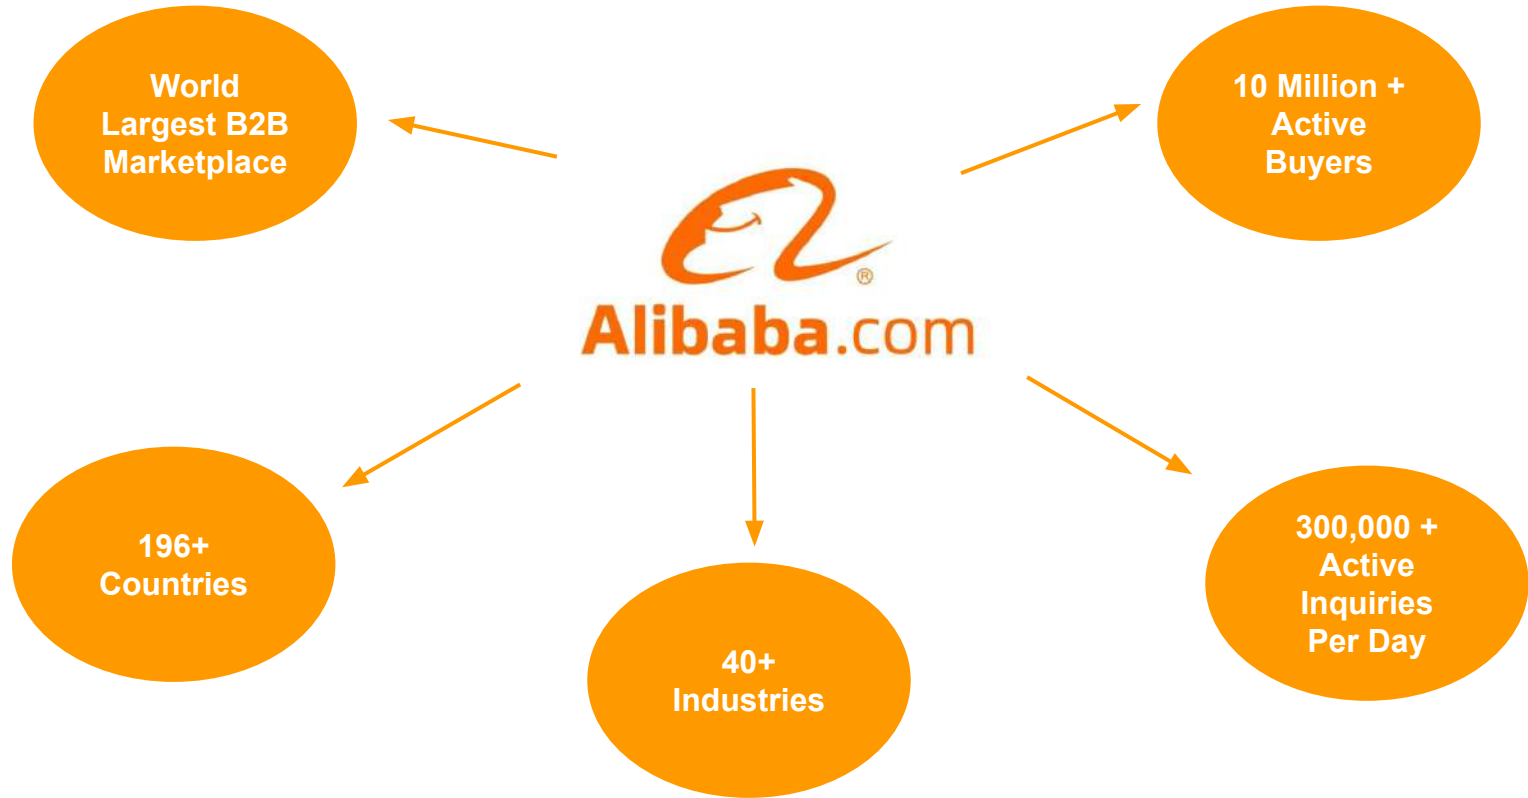 World
Largest B2B
Marketplace
10 Million +
Active
Buyers
®
Alibaba.com
196+
Countries
40+
Industries
300,000 +
Active
Inquiries
Per Day